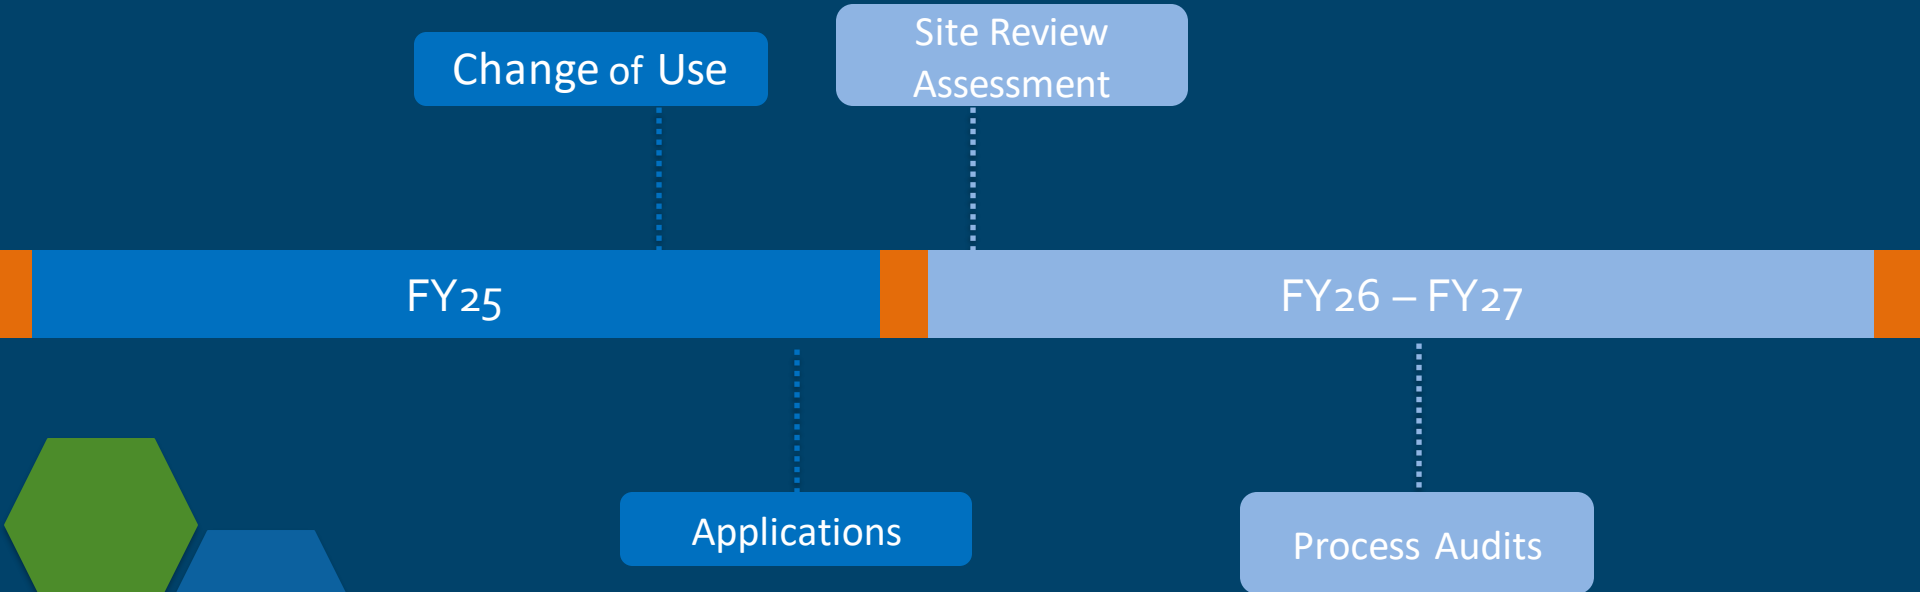 Site Review
Assessment
Change of Use
FY25
FY26 – FY27
Applications
Process Audits